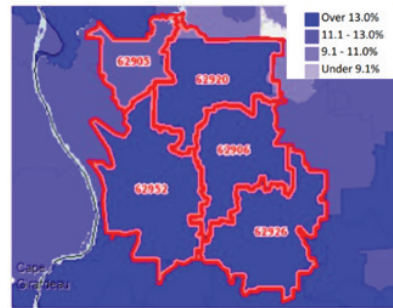 Over 13.0%
11.1 - 13.0%
9.1 - 11.0%
Under 9.1%
62905
62920
62906
62952
62926
Cape
Girardeau